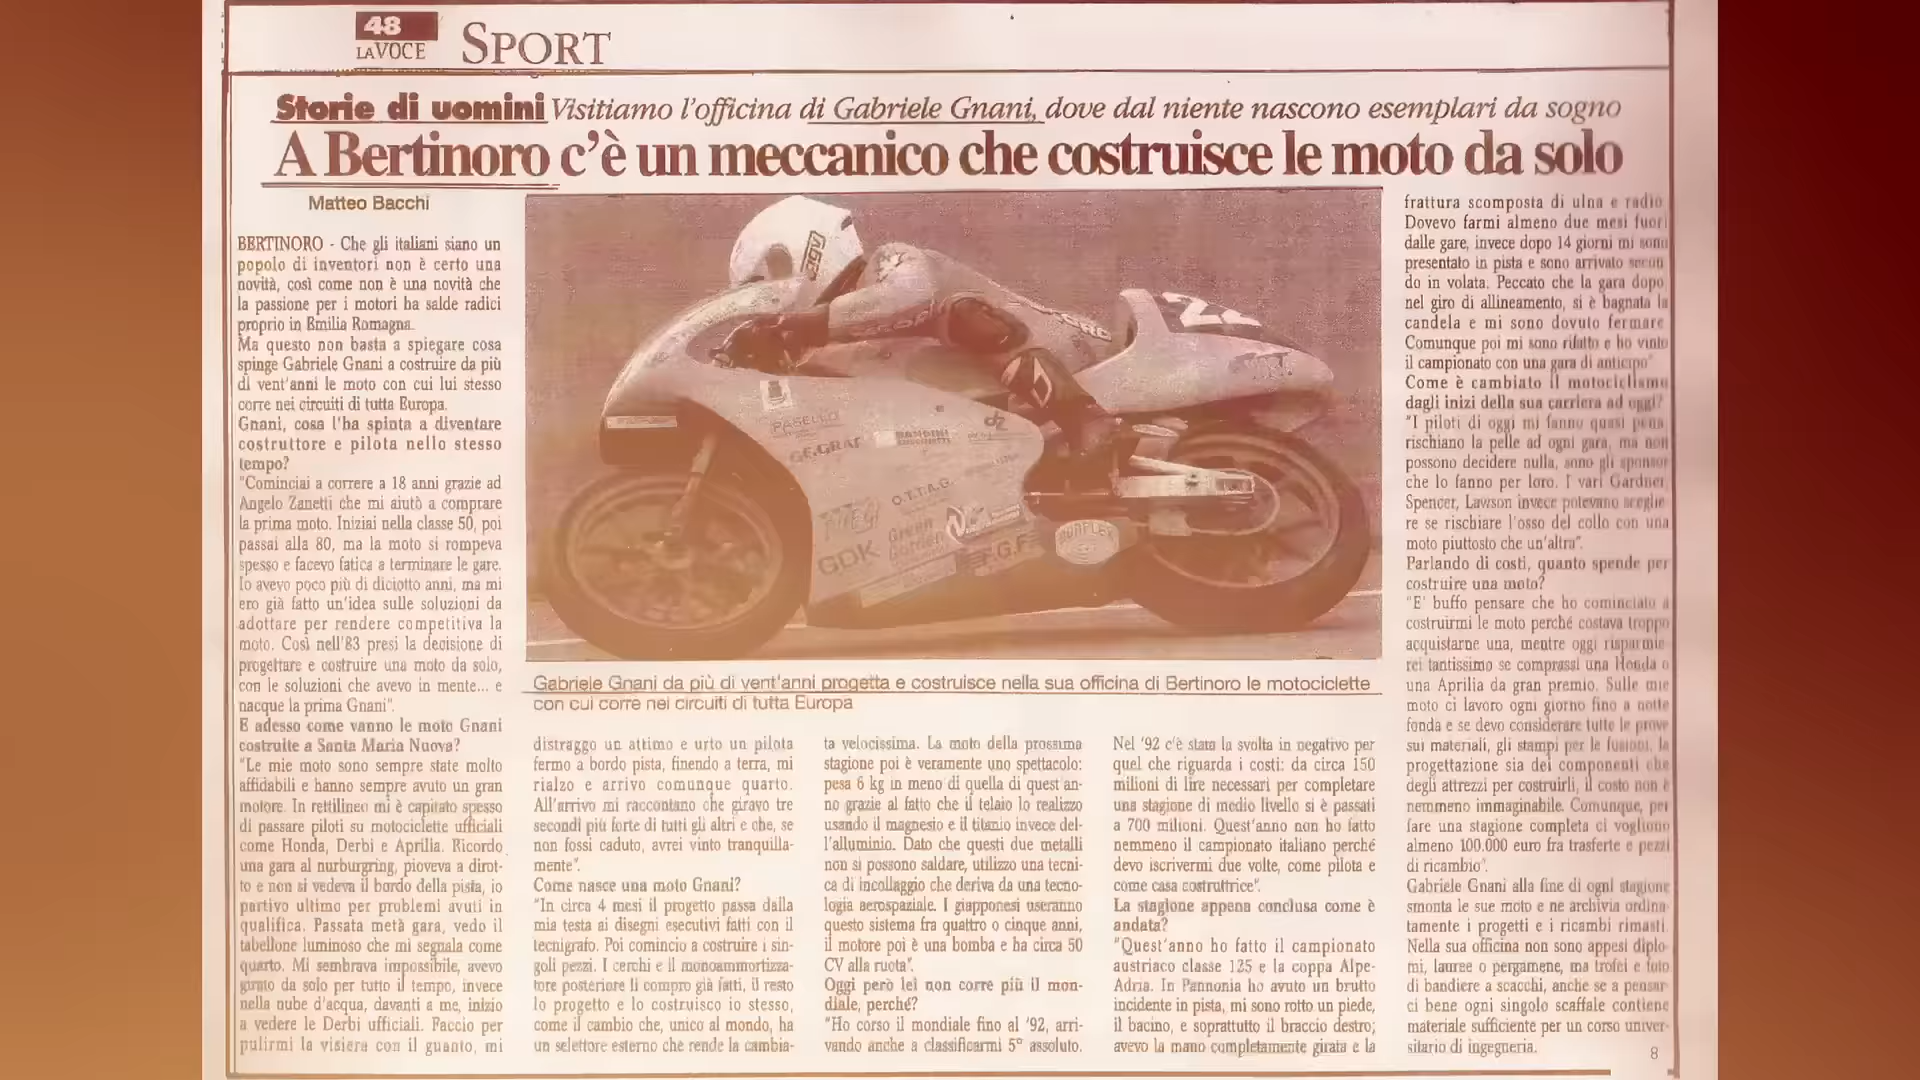 48
LA VOCE
SPORT
Storie di uomini Visitiamo l'officina di Gabriele Gnani, dove dal niente nascono esemplari da sogno
A Bertinoro c'è un meccanico che costruisce le moto da solo
Matteo Bacchi
BERTINORO - Che gli italiani siano un
popolo di inventori non è certo una
novità, così come non è una novità che
la passione per i motori ha salde radici
proprio in Emilia Romagna.
Ma questo non basta a spiegare cosa
spinge Gabriele Gnani a costruire da più
di vent'anni le moto con cui lui stesso
corre nei circuiti di tutta Europa.
Gnani, cosa l'ha spinta a diventare
costruttore e pilota nello stesso
tempo?
"Cominciai a correre a 18 anni grazie ad
Angelo Zanetti che mi aiutò a comprare
la prima moto. Iniziai nella classe 50, poi
passai alla 80, ma la moto si rompeva
spesso e facevo fatica a terminare le gare.
Io avevo poco più di diciotto anni, ma mi
ero già fatto un'idea sulle soluzioni da
adottare per rendere competitiva la
moto. Così nell'83 presi la decisione di
progettare e costruire una moto da solo,
con le soluzioni che avevo in mente... e
nacque la prima Gnani".
E adesso come vanno le moto Gnani
costruite a Santa Maria Nuova?
"Le mie moto sono sempre state molto
affidabili e hanno sempre avuto un gran
motore. In rettilineo mi è capitato spesso
di passare piloti su motociclette ufficiali
come Honda, Derbi e Aprilia. Ricordo
una gara al nurburgring, pioveva a dirot-
to e non si vedeva il bordo della pista, io
partivo ultimo per problemi avuti in
qualifica. Passata metà gara, vedo il
tabellone luminoso che mi segnala come
quarto. Mi sembrava impossibile, avevo
girato da solo per tutto il tempo, invece
nella nube d'acqua, davanti a me, inizio
a vedere le Derbi ufficiali. Faccio per
pulirmi la visiera con il guanto, mi
agv
22
PASELLO
GE.GRAF
BANDINI
O.T.T.A.G.
Green
Garden
GDK
F.G.F
SURFLEX
Gabriele Gnani da più di vent'anni progetta e costruisce nella sua officina di Bertinoro le motociclette
con cui corre nei circuiti di tutta Europa
distraggo un attimo e urto un pilota
fermo a bordo pista, finendo a terra, mi
rialzo e arrivo comunque quarto.
All'arrivo mi raccontano che giravo tre
secondi più forte di tutti gli altri e che, se
non fossi caduto, avrei vinto tranquilla-
mente".
Come nasce una moto Gnani?
"In circa 4 mesi il progetto passa dalla
mia testa ai disegni esecutivi fatti con il
tecnigrafo. Poi comincio a costruire i sin-
goli pezzi. I cerchi e il monoammortizza-
tore posteriore li compro già fatti, il resto
lo progetto e lo costruisco io stesso,
come il cambio che, unico al mondo, ha
un selettore esterno che rende la cambia-
ta velocissima. La moto della prossima
stagione poi è veramente uno spettacolo:
pesa 6 kg in meno di quella di quest'an-
no grazie al fatto che il telaio lo realizzo
usando il magnesio e il titanio invece del-
l'alluminio. Dato che questi due metalli
non si possono saldare, utilizzo una tecni-
ca di incollaggio che deriva da una tecno-
logia aerospaziale. I giapponesi useranno
questo sistema fra quattro o cinque anni,
il motore poi è una bomba e ha circa 50
CV alla ruota".
Oggi però lei non corre più il mon-
diale, perché?
"Ho corso il mondiale fino al '92, arri-
vando anche a classificarmi 5° assoluto.
Nel '92 c'è stata la svolta in negativo per
quel che riguarda i costi: da circa 150
milioni di lire necessari per completare
una stagione di medio livello si è passati
a 700 milioni. Quest'anno non ho fatto
nemmeno il campionato italiano perché
devo iscrivermi due volte, come pilota e
come casa costruttrice".
La stagione appena conclusa come è
andata?
"Quest'anno ho fatto il campionato
austriaco classe 125 e la coppa Alpe-
Adria. In Pannonia ho avuto un brutto
incidente in pista, mi sono rotto un piede,
il bacino, e soprattutto il braccio destro;
avevo la mano completamente girata e la
frattura scomposta di ulna e radio.
Dovevo farmi almeno due mesi fuori
dalle gare, invece dopo 14 giorni mi sono
presentato in pista e sono arrivato secon
do in volata. Peccato che la gara dopo,
nel giro di allineamento, si è bagnata la
candela e mi sono dovuto fermare.
Comunque poi mi sono rifatto e ho vinto
il campionato con una gara di anticipo"
Come è cambiato il motociclismo
dagli inizi della sua carriera ad oggi?
"I piloti di oggi mi fanno quasi pena,
rischiano la pelle ad ogni gara, ma non
possono decidere nulla, sono gli sponsor
che lo fanno per loro. I vari Gardner,
Spencer, Lawson invece potevano sceglie
re se rischiare l'osso del collo con una
moto piuttosto che un'altra".
Parlando di costi, quanto spende per
costruire una moto?
"E' buffo pensare che ho cominciato a
costruirmi le moto perché costava troppo
acquistarne una, mentre oggi risparmie
rei tantissimo se comprassi una Honda o
una Aprilia da gran premio. Sulle mie
moto ci lavoro ogni giorno fino a notte
fonda e se devo considerare tutte le prove
sui materiali, gli stampi per le fusioni, la
progettazione sia dei componenti che
degli attrezzi per costruirli, il costo non è
nemmeno immaginabile. Comunque, per
fare una stagione completa ci vogliono
almeno 100.000 euro fra trasferte e pezzi
di ricambio".
Gabriele Gnani alla fine di ogni stagione
smonta le sue moto e ne archivia ordina
tamente i progetti e i ricambi rimasti.
Nella sua officina non sono appesi diplo
mi, lauree o pergamene, ma trofei e foto
di bandiere a scacchi, anche se a pensar
ci bene ogni singolo scaffale contiene
materiale sufficiente per un corso univer-
sitario di ingegneria.
8